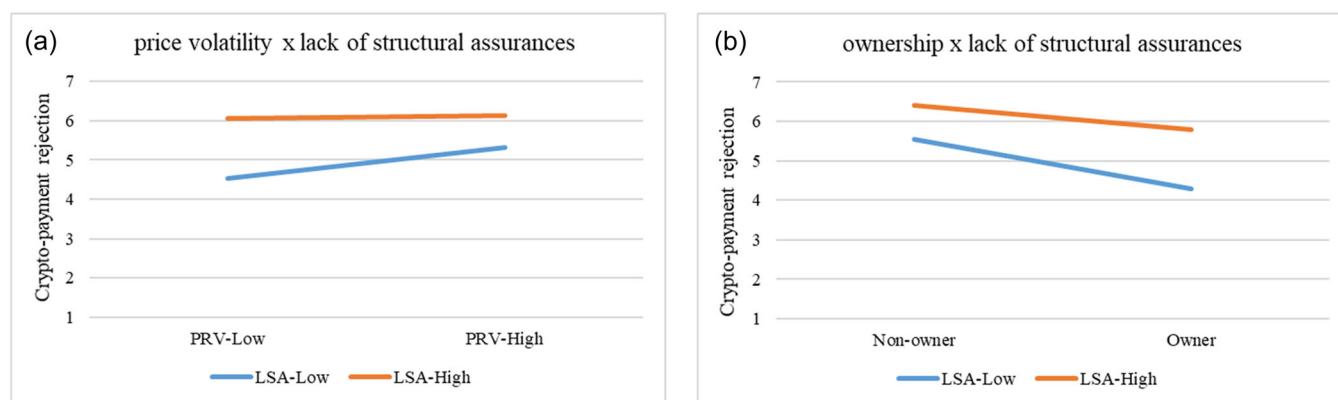 (a)
price volatility x lack of structural assurances
Crypto-payment rejection
7
6
5
4
3
2
1
PRV-Low
PRV-High
LSA-Low
LSA-High
(b)
ownership x lack of structural assurances
Crypto-payment rejection
7
6
5
4
3
2
1
Non-owner
Owner
LSA-Low
LSA-High